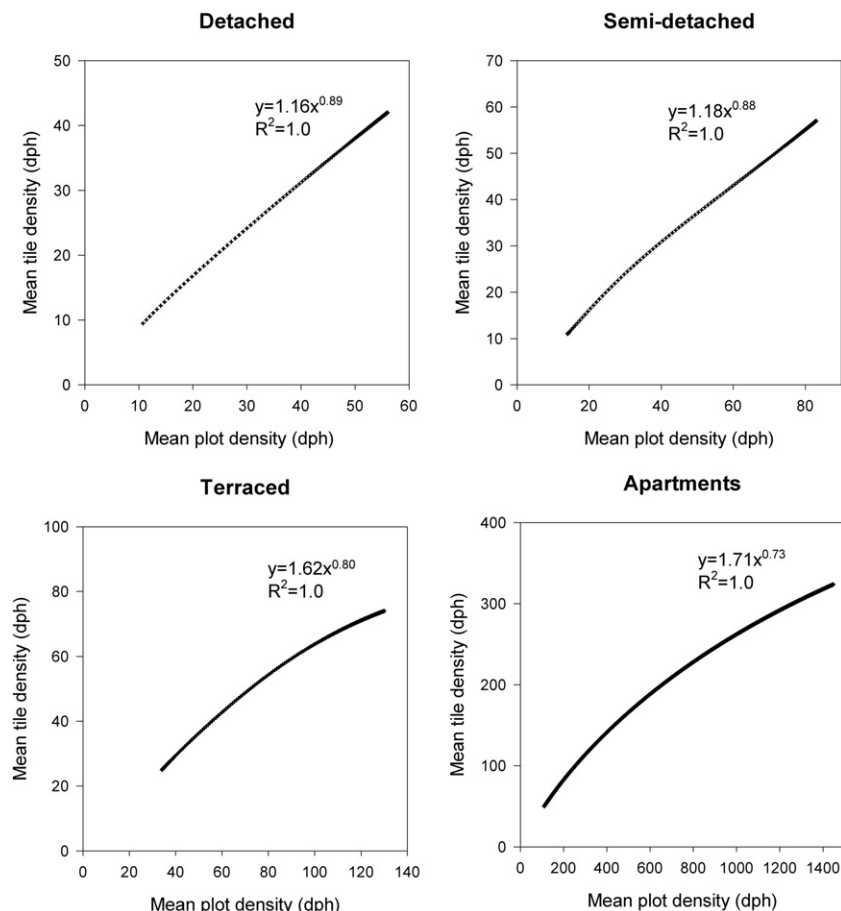 Detached
50
40
30
20
10
0
Mean tile density (dph)
y=1.16x^0.89
R^2=1.0
0 10 20 30 40 50 60
Mean plot density (dph)
Semi-detached
70
60
50
40
30
20
10
0
Mean tile density (dph)
y=1.18x^0.88
R^2=1.0
0 20 40 60 80
Mean plot density (dph)
Terraced
100
80
60
40
20
0
Mean tile density (dph)
y=1.62x^0.80
R^2=1.0
0 20 40 60 80 100 120 140
Mean plot density (dph)
Apartments
400
300
200
100
0
Mean tile density (dph)
y=1.71x^0.73
R^2=1.0
0 200 400 600 800 1000 1200 1400
Mean plot density (dph)